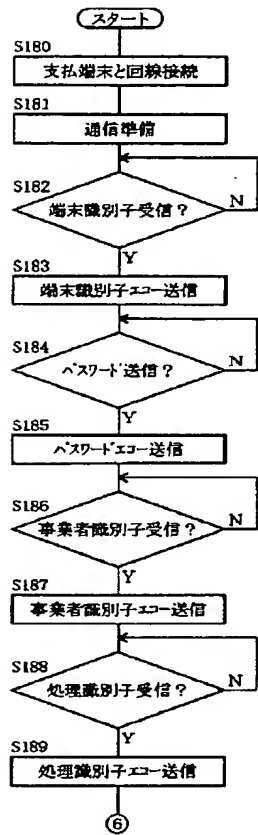 スタート
S180
支払端末と回線接続
S181
通信準備
S182
端末識別子受信？
N
Y
S183
端末識別子エコー送信
S184
パスワード送信？
N
Y
S185
パスワードエコー送信
S186
事業者識別子受信？
N
Y
S187
事業者識別子エコー送信
S188
処理識別子受信？
N
Y
S189
処理識別子エコー送信
⑥